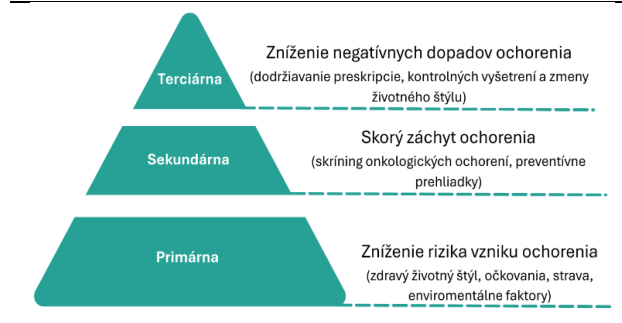 Terciárna
Zníženie negatívnych dopadov ochorenia
(dodržiavanie preskripcie, kontrolných vyšetrení a zmeny
životného štýlu)
Sekundárna
Skorý záchyt ochorenia
(skríning onkologických ochorení, preventívne
prehliadky)
Primárna
Zníženie rizika vzniku ochorenia
(zdravý životný štýl, očkovania, strava,
enviromentálne faktory)